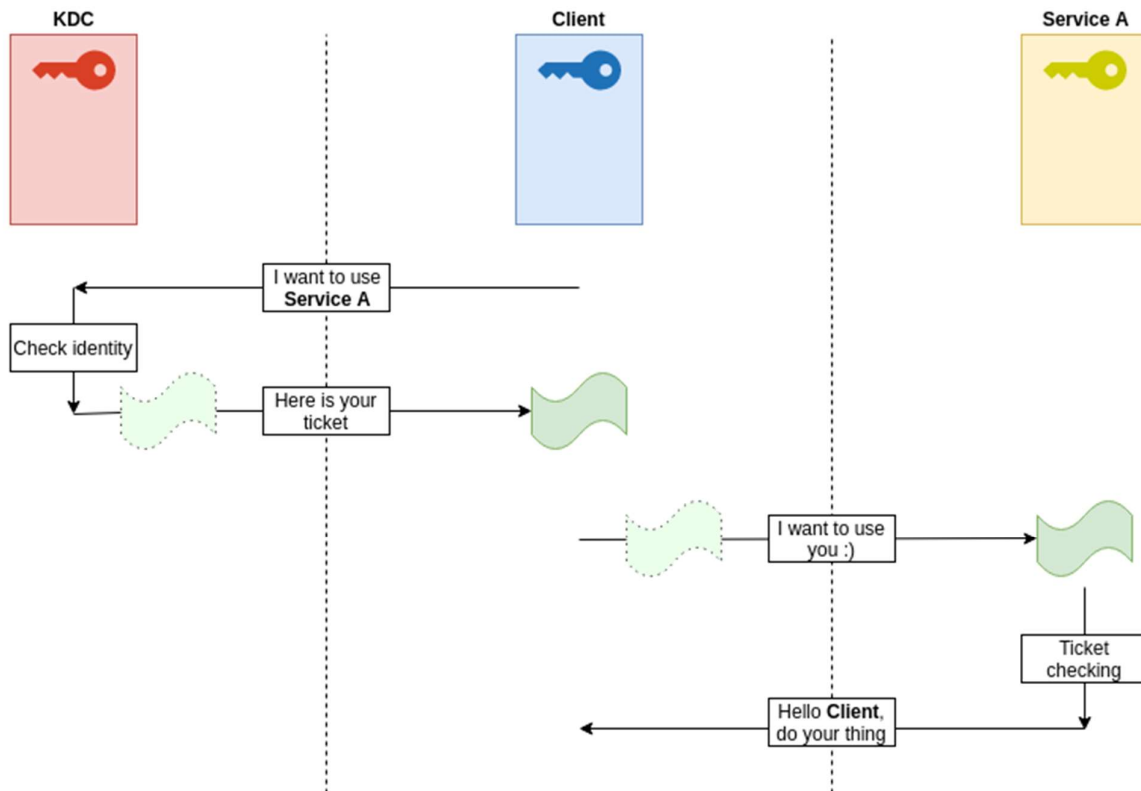 KDC
Client
Service A
I want to use
Service A
Check identity
Here is your
ticket
I want to use
you :)
Ticket
checking
Hello Client,
do your thing